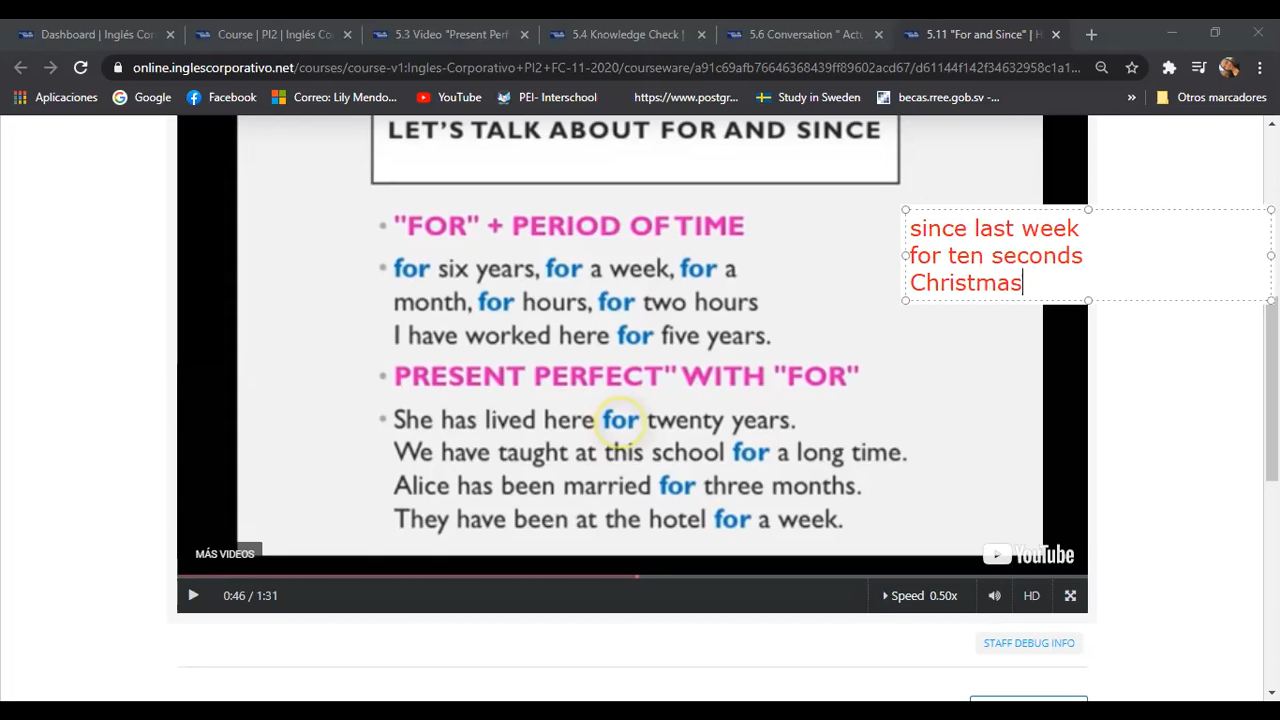 Dashboard | Inglés Cor
Course | PI2 | Inglés Co
5.3 Video "Present Perf
5.4 Knowledge Check |
5.6 Conversation " Actu
5.11 "For and Since" | H
online.inglescorporativo.net/courses/course-v1:Ingles-Corporativo+PI2+FC-11-2020/courseware/a91c69afb76646368439ff89602acd67/d61144f142f34632958c1a1...
Aplicaciones
Google
Facebook
Correo: Lily Mendo...
YouTube
PEI- Interschool
https://www.postgr...
Study in Sweden
becas.rree.gob.sv -...
»
Otros marcadores
LET'S TALK ABOUT FOR AND SINCE
• "FOR" + PERIOD OF TIME
• for six years, for a week, for a
month, for hours, for two hours
I have worked here for five years.
• PRESENT PERFECT" WITH "FOR"
• She has lived here for twenty years.
We have taught at this school for a long time.
Alice has been married for three months.
They have been at the hotel for a week.
since last week
for ten seconds
Christmas
MÁS VIDEOS
YouTube
0:46 / 1:31
Speed 0.50x
HD
STAFF DEBUG INFO